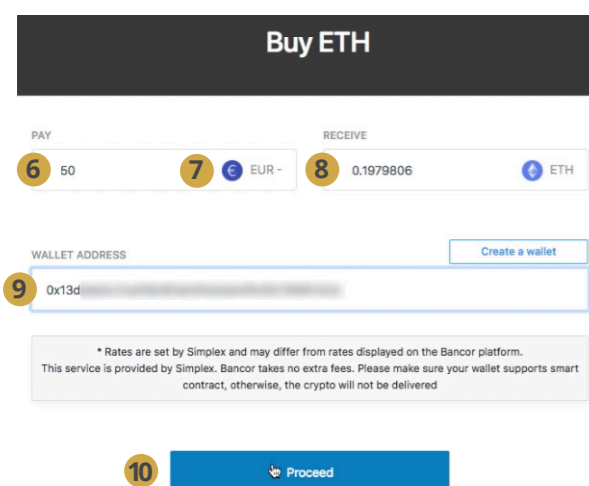 Buy ETH
PAY
RECEIVE
6 50 7 € EUR -
8 0.1979806 ETH
WALLET ADDRESS
Create a wallet
9 0x13d
* Rates are set by Simplex and may differ from rates displayed on the Bancor platform.
This service is provided by Simplex. Bancor takes no extra fees. Please make sure your wallet supports smart
contract, otherwise, the crypto will not be delivered
10 Proceed